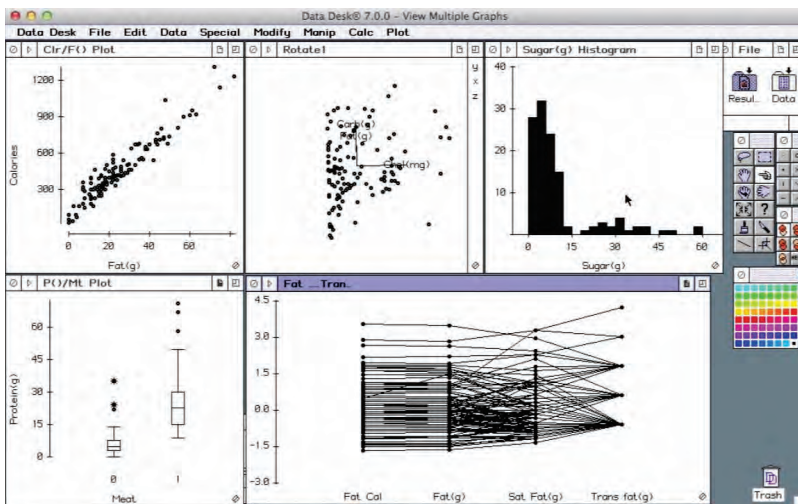 Data Desk® 7.0.0 - View Multiple Graphs
Data Desk File Edit Data Special Modify Manip Calc Plot
Clr/F() Plot
1200
900
600
300
Calories
0 20 40 60
Fat(g)
Rotate1
y
x
z
Carb(g)
Fat(g)
Chol(mg)
Sugar(g) Histogram
40
30
20
10
0 15 30 45 60
Sugar(g)
File
Resul... Data
?
P()/Mt Plot
60
45
30
15
0
Protein(g)
0 1
Meat
Fat ...Tran...
4.5
3.0
1.5
0.0
-1.5
-3.0
Fat Cal Fat(g) Sat Fat(g) Trans fat(g)
Trash